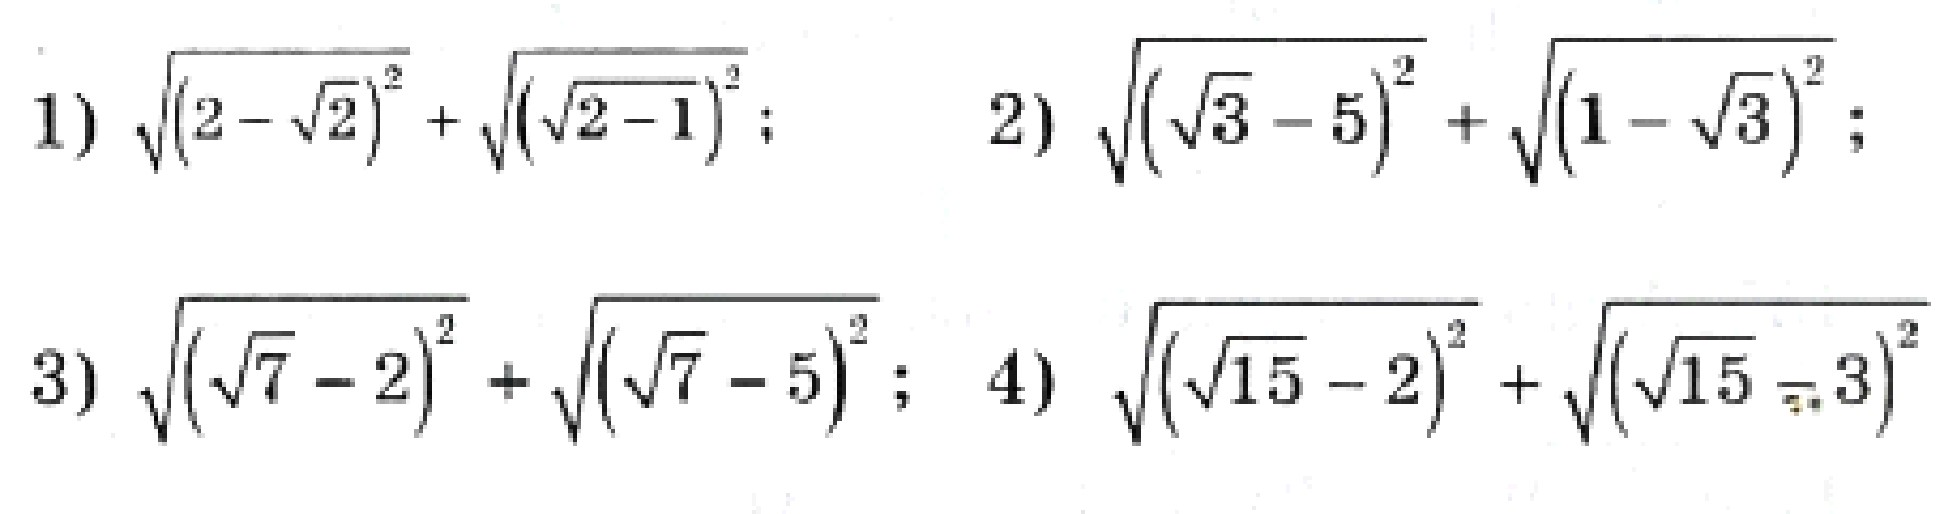 1) √((2 − √2)²) + √((√(2 − 1))²) ; 2) √((√3 − 5)²) + √((1 − √3)²) ;
3) √((√7 − 2)²) + √((√7 − 5)²) ; 4) √((√15 − 2)²) + √((√15 − 3)²)